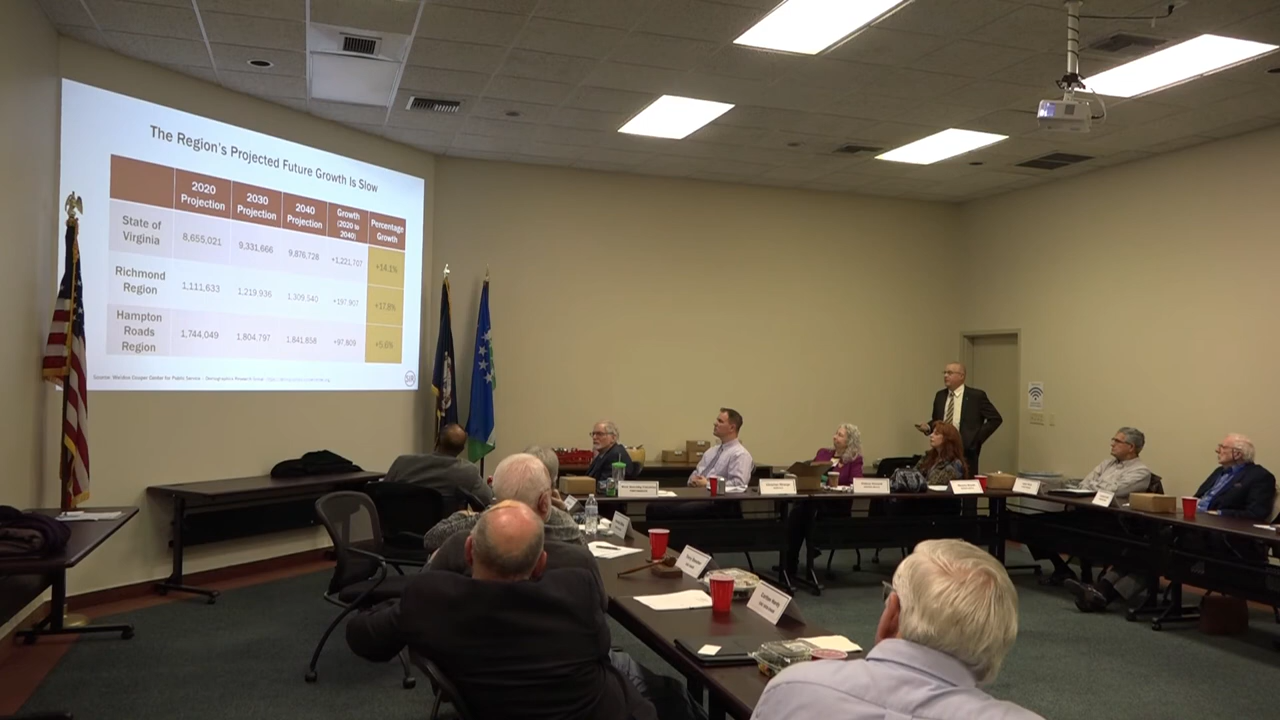 The Region's Projected Future Growth Is Slow
2020 Projection
2030 Projection
2040 Projection
Growth (2020 to 2040)
Percentage Growth
State of Virginia
8,655,021
9,331,666
9,876,728
+1,221,707
+14.1%
Richmond Region
1,111,633
1,219,936
1,309,540
+197,907
+17.8%
Hampton Roads Region
1,744,049
1,804,797
1,841,858
+97,809
+5.6%
Source: Weldon Cooper Center for Public Service - Demographics Research Group